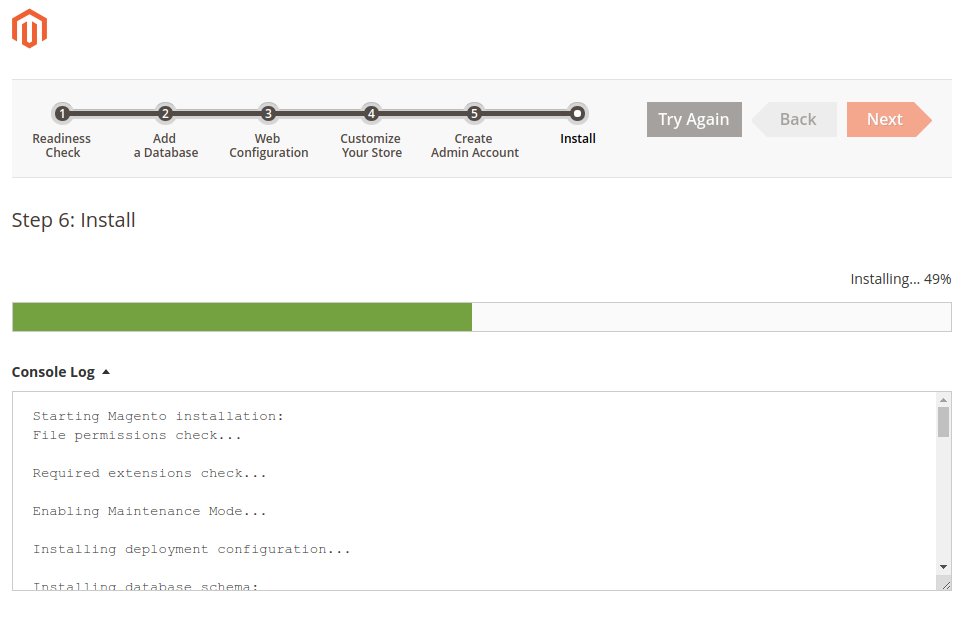 1 2 3 4 5
Readiness Add Web Customize Create Install
Check a Database Configuration Your Store Admin Account
Try Again Back Next
Step 6: Install
Installing... 49%
Console Log
Starting Magento installation:
File permissions check...
Required extensions check...
Enabling Maintenance Mode...
Installing deployment configuration...
Installing database schema: